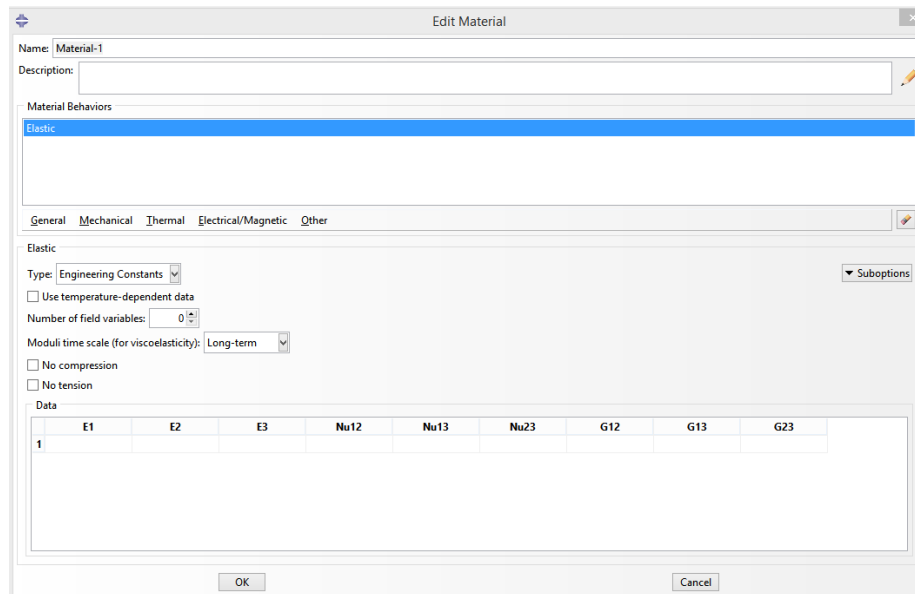 Edit Material
Name: Material-1
Description:
Material Behaviors
Elastic
General Mechanical Thermal Electrical/Magnetic Other
Elastic
Type: Engineering Constants
Suboptions
Use temperature-dependent data
Number of field variables: 0
Moduli time scale (for viscoelasticity): Long-term
No compression
No tension
Data
E1 E2 E3 Nu12 Nu13 Nu23 G12 G13 G23
1
OK Cancel